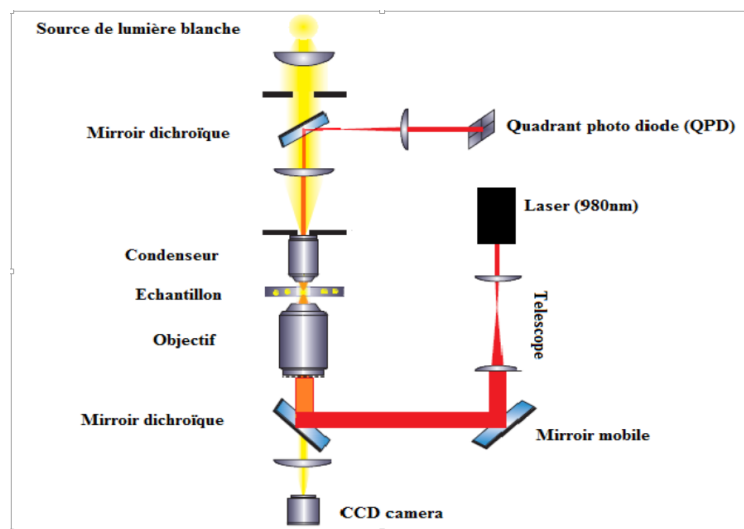 Source de lumière blanche
Mirroir dichroïque
Quadrant photo diode (QPD)
Laser (980nm)
Condenseur
Echantillon
Telescope
Objectif
Mirroir dichroïque
Mirroir mobile
CCD camera